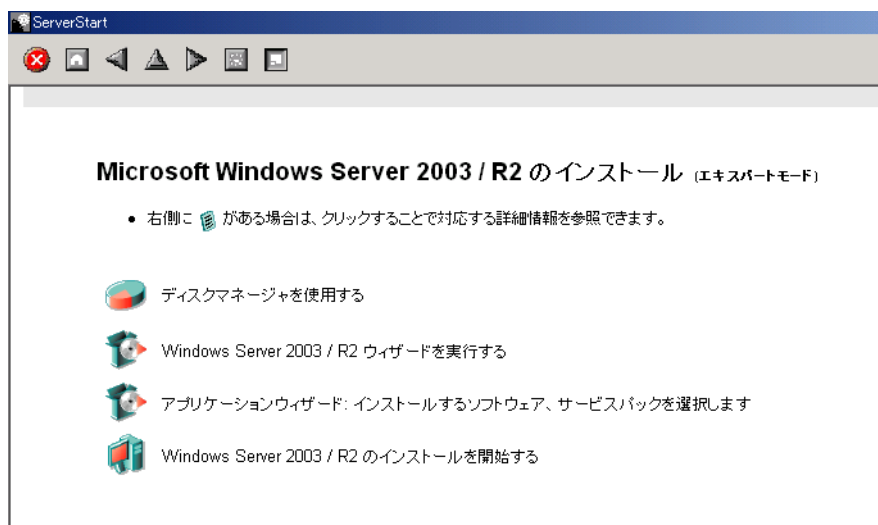 ServerStart
Microsoft Windows Server 2003 / R2 のインストール (エキスパートモード)
• 右側に がある場合は、クリックすることで対応する詳細情報を参照できます。
ディスクマネージャを使用する
Windows Server 2003 / R2 ウィザードを実行する
アプリケーションウィザード: インストールするソフトウェア、サービスパックを選択します
Windows Server 2003 / R2 のインストールを開始する